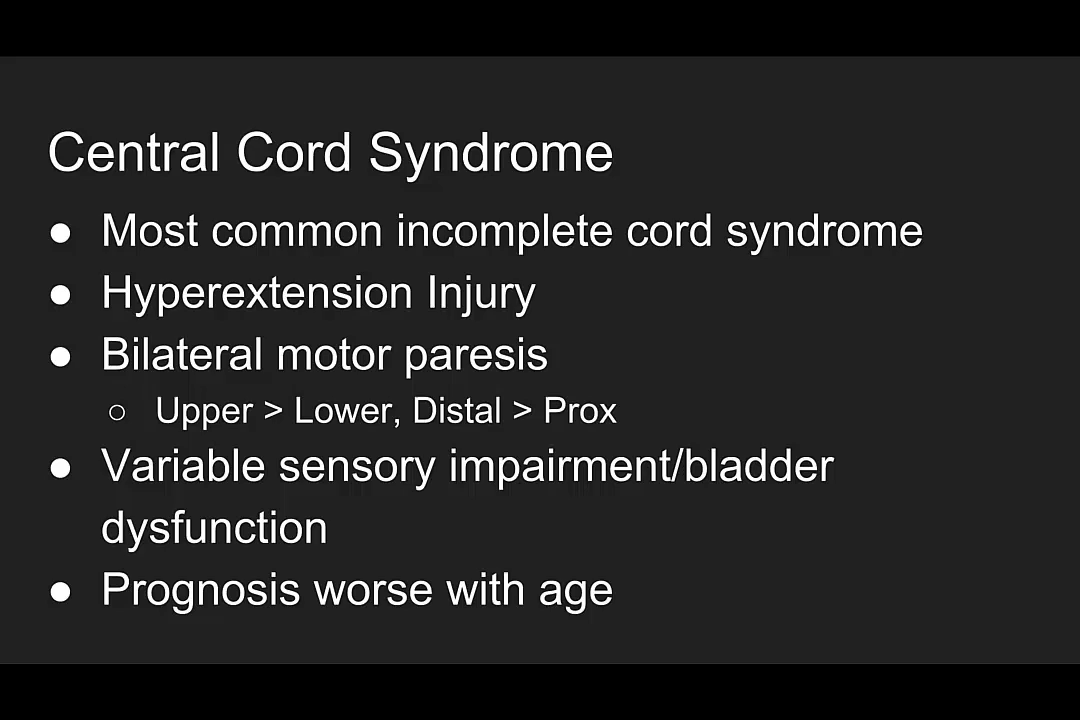 Central Cord Syndrome
● Most common incomplete cord syndrome
● Hyperextension Injury
● Bilateral motor paresis
○ Upper > Lower, Distal > Prox
● Variable sensory impairment/bladder
dysfunction
● Prognosis worse with age